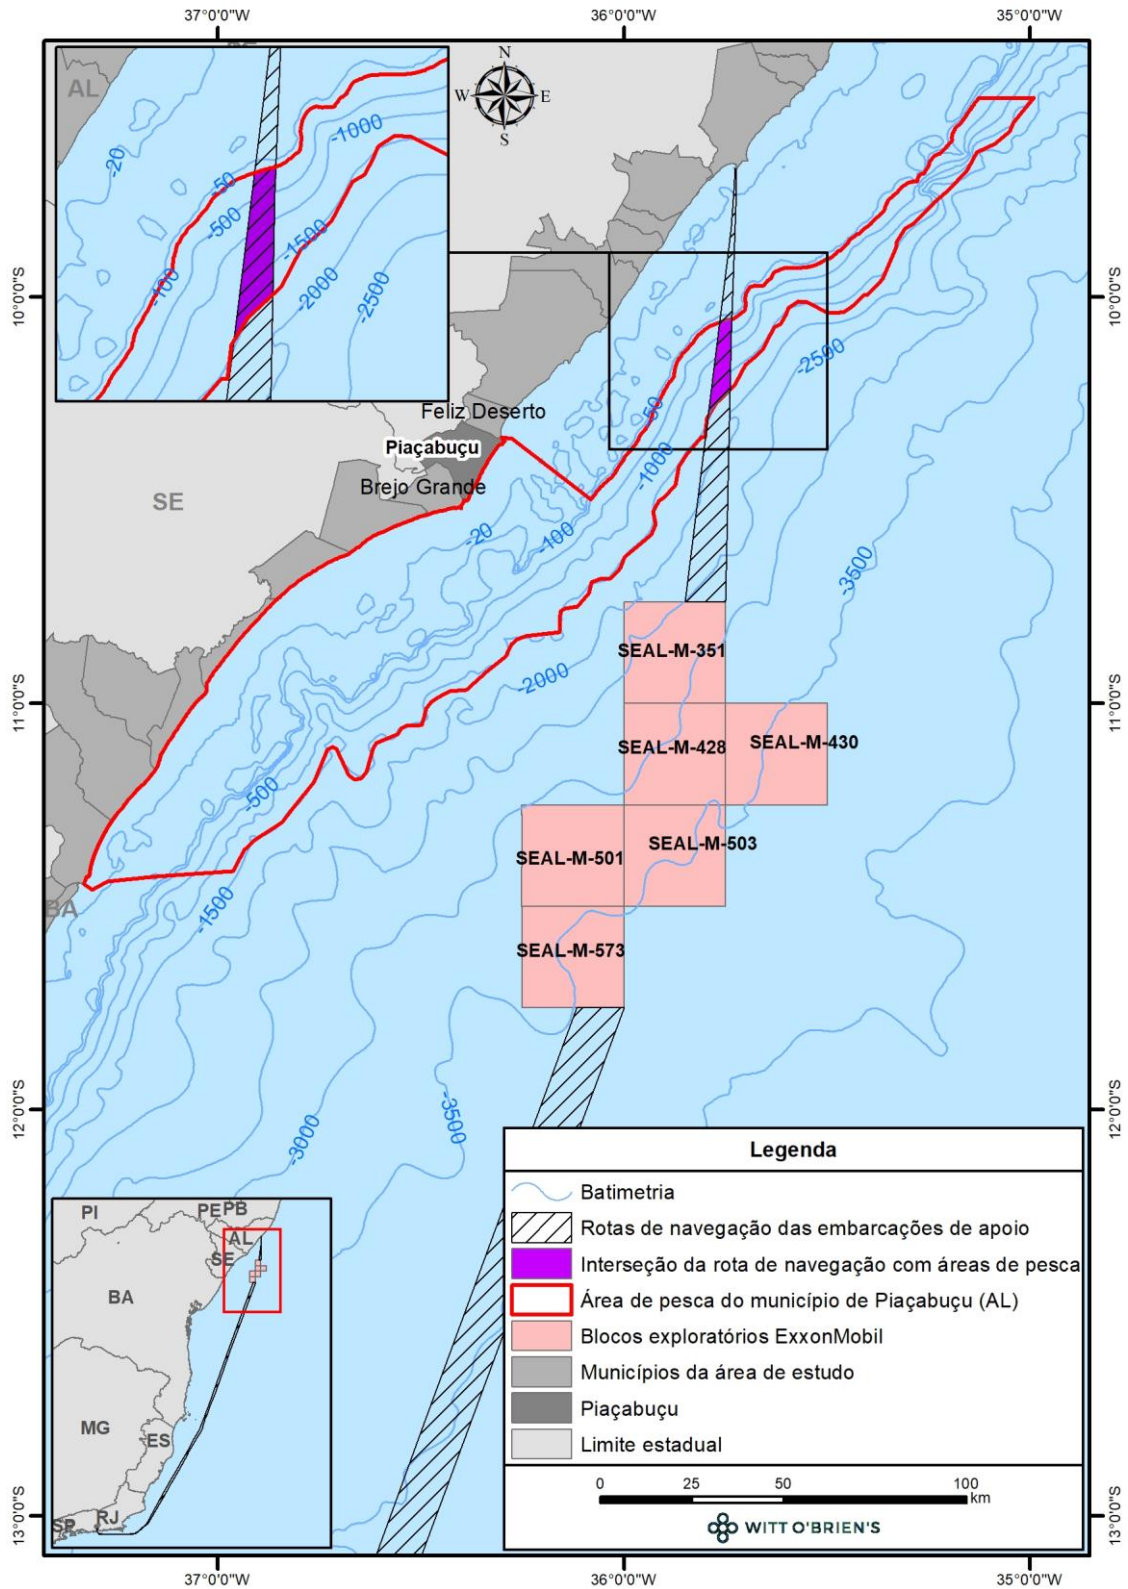 37°0'0"W
36°0'0"W
35°0'0"W
AL
-20
-50
-500
-100
-1000
-1500
-2000
-2500
N
W
E
S
10°0'0"S
10°0'0"S
-50
-1000
-2500
Feliz Deserto
Piaçabuçu
Brejo Grande
SE
-20
-100
-3500
SEAL-M-351
-2000
11°0'0"S
11°0'0"S
SEAL-M-428
SEAL-M-430
-500
SEAL-M-501
SEAL-M-503
BA
-1500
SEAL-M-573
12°0'0"S
12°0'0"S
-3000
-3500
PI
PE
PB
AL
SE
BA
MG
ES
RJ
SP
Legenda
Batimetria
Rotas de navegação das embarcações de apoio
Interseção da rota de navegação com áreas de pesca
Área de pesca do município de Piaçabuçu (AL)
Blocos exploratórios ExxonMobil
Municípios da área de estudo
Piaçabuçu
Limite estadual
0 25 50 100
km
WITT O'BRIEN'S
13°0'0"S
13°0'0"S
37°0'0"W
36°0'0"W
35°0'0"W